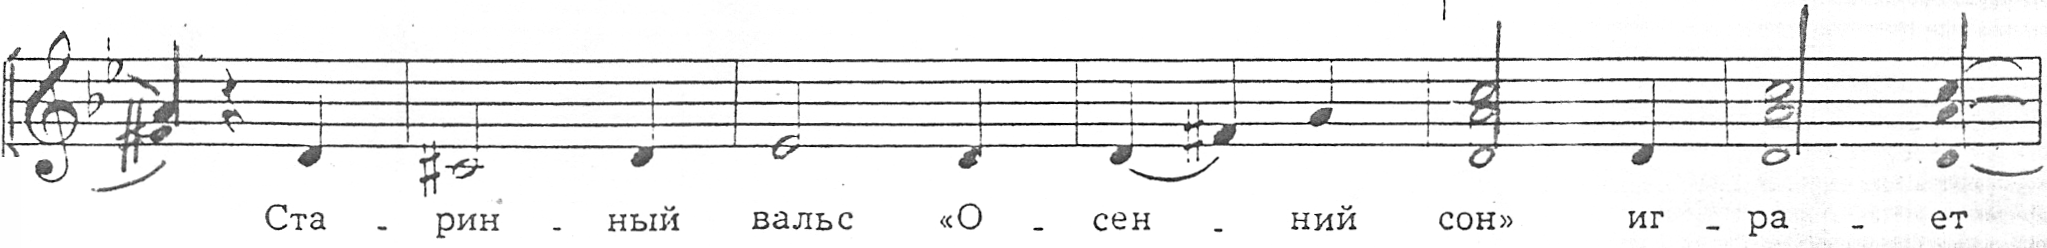 Ста - рин - ный вальс «О - сен - ний сон» иг - ра - ет